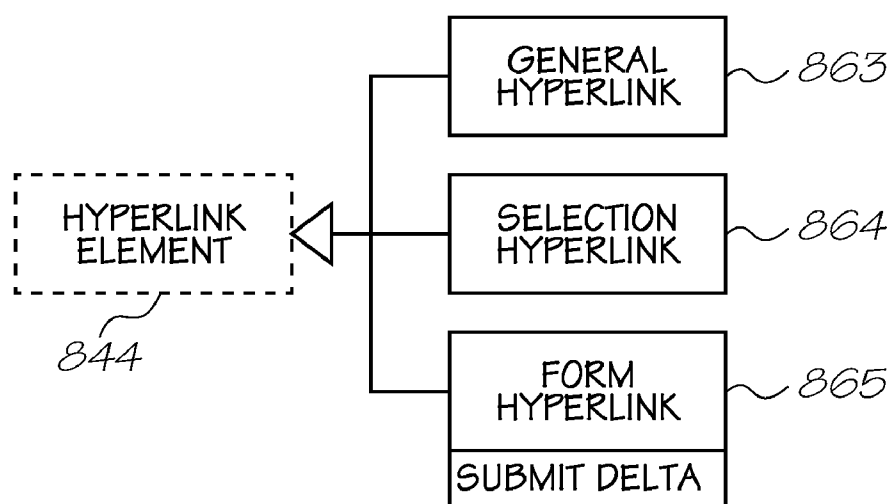 GENERAL
HYPERLINK
863
HYPERLINK
ELEMENT
844
SELECTION
HYPERLINK
864
FORM
HYPERLINK
865
SUBMIT DELTA